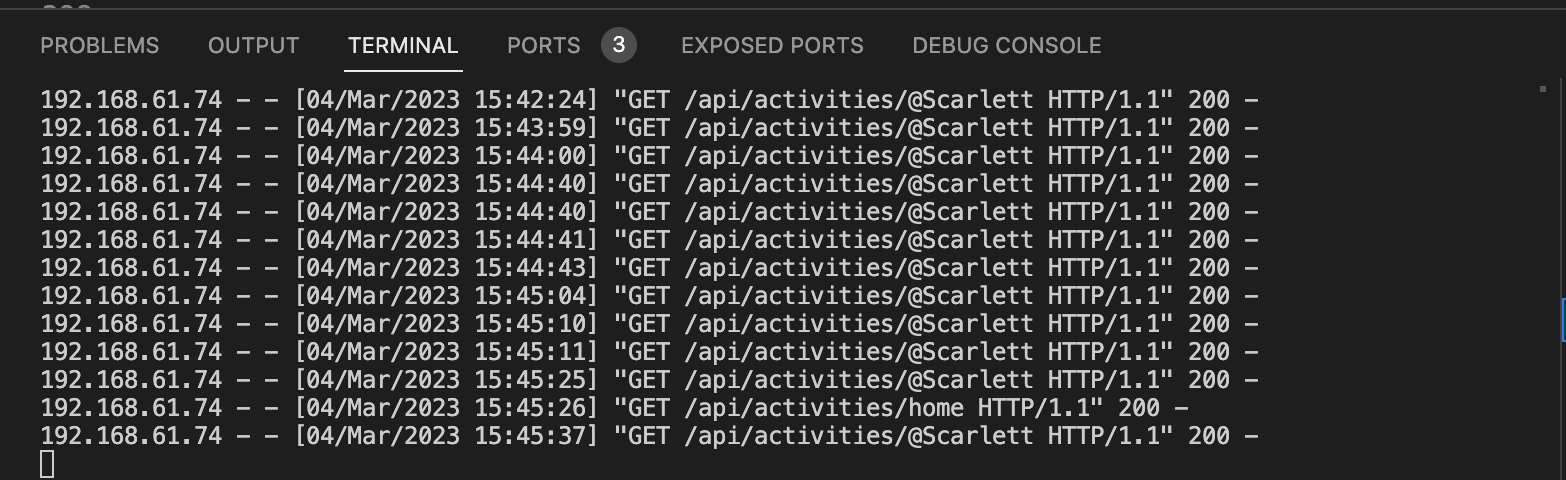 PROBLEMS OUTPUT TERMINAL PORTS 3 EXPOSED PORTS DEBUG CONSOLE
192.168.61.74 - - [04/Mar/2023 15:42:24] "GET /api/activities/@Scarlett HTTP/1.1" 200 -
192.168.61.74 - - [04/Mar/2023 15:43:59] "GET /api/activities/@Scarlett HTTP/1.1" 200 -
192.168.61.74 - - [04/Mar/2023 15:44:00] "GET /api/activities/@Scarlett HTTP/1.1" 200 -
192.168.61.74 - - [04/Mar/2023 15:44:40] "GET /api/activities/@Scarlett HTTP/1.1" 200 -
192.168.61.74 - - [04/Mar/2023 15:44:40] "GET /api/activities/@Scarlett HTTP/1.1" 200 -
192.168.61.74 - - [04/Mar/2023 15:44:41] "GET /api/activities/@Scarlett HTTP/1.1" 200 -
192.168.61.74 - - [04/Mar/2023 15:44:43] "GET /api/activities/@Scarlett HTTP/1.1" 200 -
192.168.61.74 - - [04/Mar/2023 15:45:04] "GET /api/activities/@Scarlett HTTP/1.1" 200 -
192.168.61.74 - - [04/Mar/2023 15:45:10] "GET /api/activities/@Scarlett HTTP/1.1" 200 -
192.168.61.74 - - [04/Mar/2023 15:45:11] "GET /api/activities/@Scarlett HTTP/1.1" 200 -
192.168.61.74 - - [04/Mar/2023 15:45:25] "GET /api/activities/@Scarlett HTTP/1.1" 200 -
192.168.61.74 - - [04/Mar/2023 15:45:26] "GET /api/activities/home HTTP/1.1" 200 -
192.168.61.74 - - [04/Mar/2023 15:45:37] "GET /api/activities/@Scarlett HTTP/1.1" 200 -